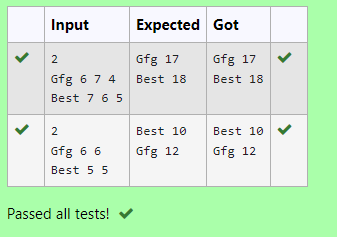 Input Expected Got
2 Gfg 17 Gfg 17
Gfg 6 7 4 Best 18 Best 18
Best 7 6 5
2 Best 10 Best 10
Gfg 6 6 Gfg 12 Gfg 12
Best 5 5
Passed all tests!